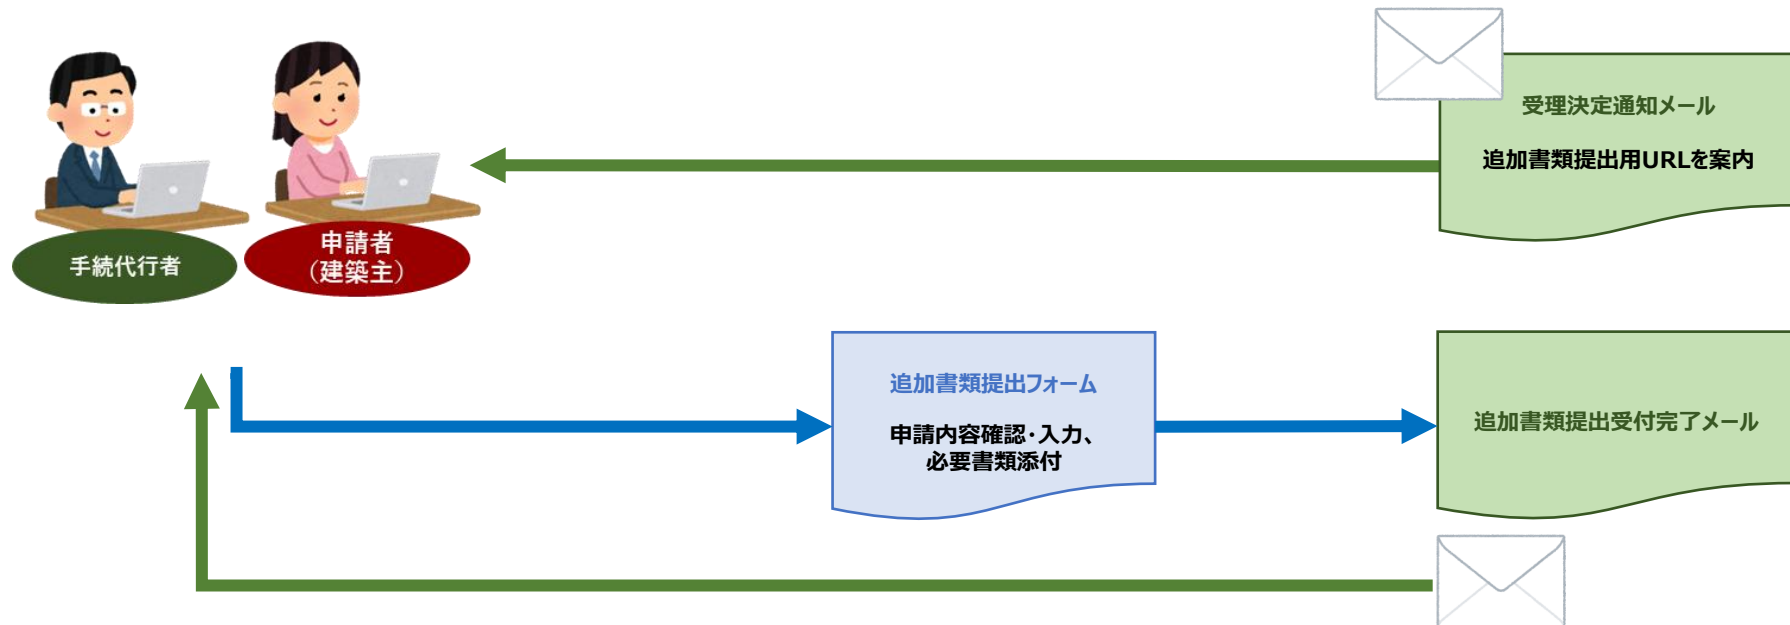 受理決定通知メール
追加書類提出用URLを案内
手続代行者
申請者
（建築主）
追加書類提出フォーム
申請内容確認・入力、
必要書類添付
追加書類提出受付完了メール